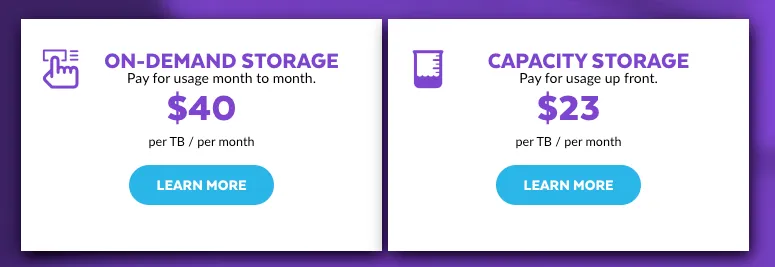 ON-DEMAND STORAGE
Pay for usage month to month.
$40
per TB / per month
LEARN MORE
CAPACITY STORAGE
Pay for usage up front.
$23
per TB / per month
LEARN MORE